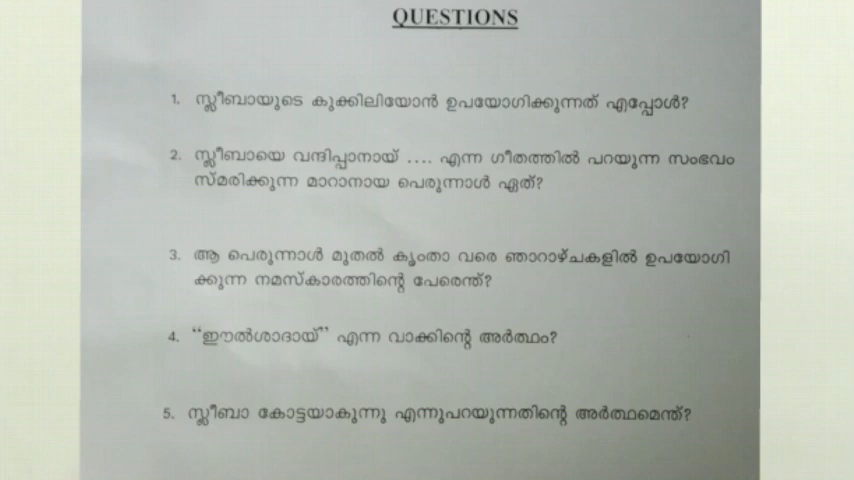 QUESTIONS
1. സ്ലീബായുടെ കുക്കിലിയോൻ ഉപയോഗിക്കുന്നത് എപ്പോൾ?
2. സ്ലീബായെ വന്ദിപ്പാനായ് .... എന്ന ഗീതത്തിൽ പറയുന്ന സംഭവം
സ്മരിക്കുന്ന മാറാനായ പെരുന്നാൾ ഏത്?
3. ആ പെരുന്നാൾ മുതൽ കൃംതാ വരെ ഞാറാഴ്ചകളിൽ ഉപയോഗി
ക്കുന്ന നമസ്കാരത്തിന്റെ പേരെന്ത്?
4. “ഈൽശാദായ്” എന്ന വാക്കിന്റെ അർത്ഥം?
5. സ്ലീബാ കോട്ടയാകുന്നു എന്നുപറയുന്നതിന്റെ അർത്ഥമെന്ത്?